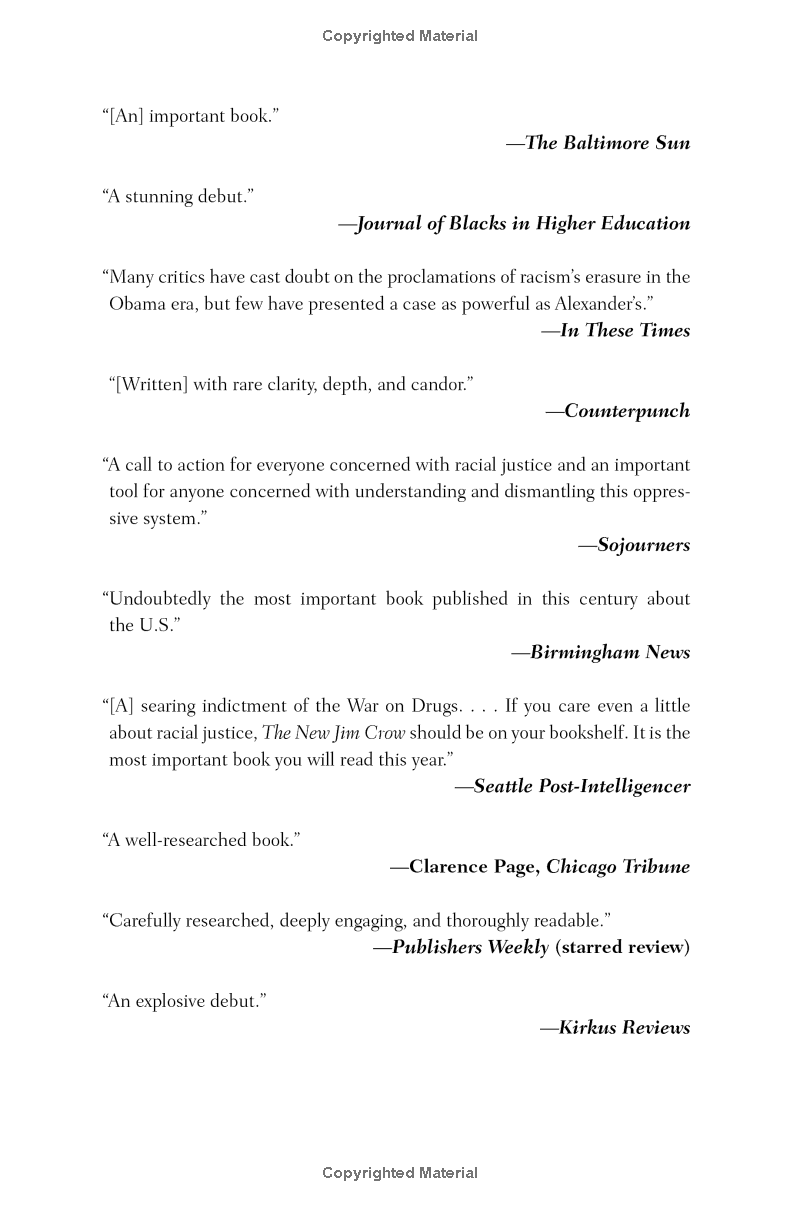 Copyrighted Material
“[An] important book.”
—The Baltimore Sun
“A stunning debut.”
—Journal of Blacks in Higher Education
“Many critics have cast doubt on the proclamations of racism’s erasure in the
Obama era, but few have presented a case as powerful as Alexander’s.”
—In These Times
“[Written] with rare clarity, depth, and candor.”
—Counterpunch
“A call to action for everyone concerned with racial justice and an important
tool for anyone concerned with understanding and dismantling this oppres-
sive system.”
—Sojourners
“Undoubtedly the most important book published in this century about
the U.S.”
—Birmingham News
“[A] searing indictment of the War on Drugs. . . . If you care even a little
about racial justice, The New Jim Crow should be on your bookshelf. It is the
most important book you will read this year.”
—Seattle Post-Intelligencer
“A well-researched book.”
—Clarence Page, Chicago Tribune
“Carefully researched, deeply engaging, and thoroughly readable.”
—Publishers Weekly (starred review)
“An explosive debut.”
—Kirkus Reviews
Copyrighted Material